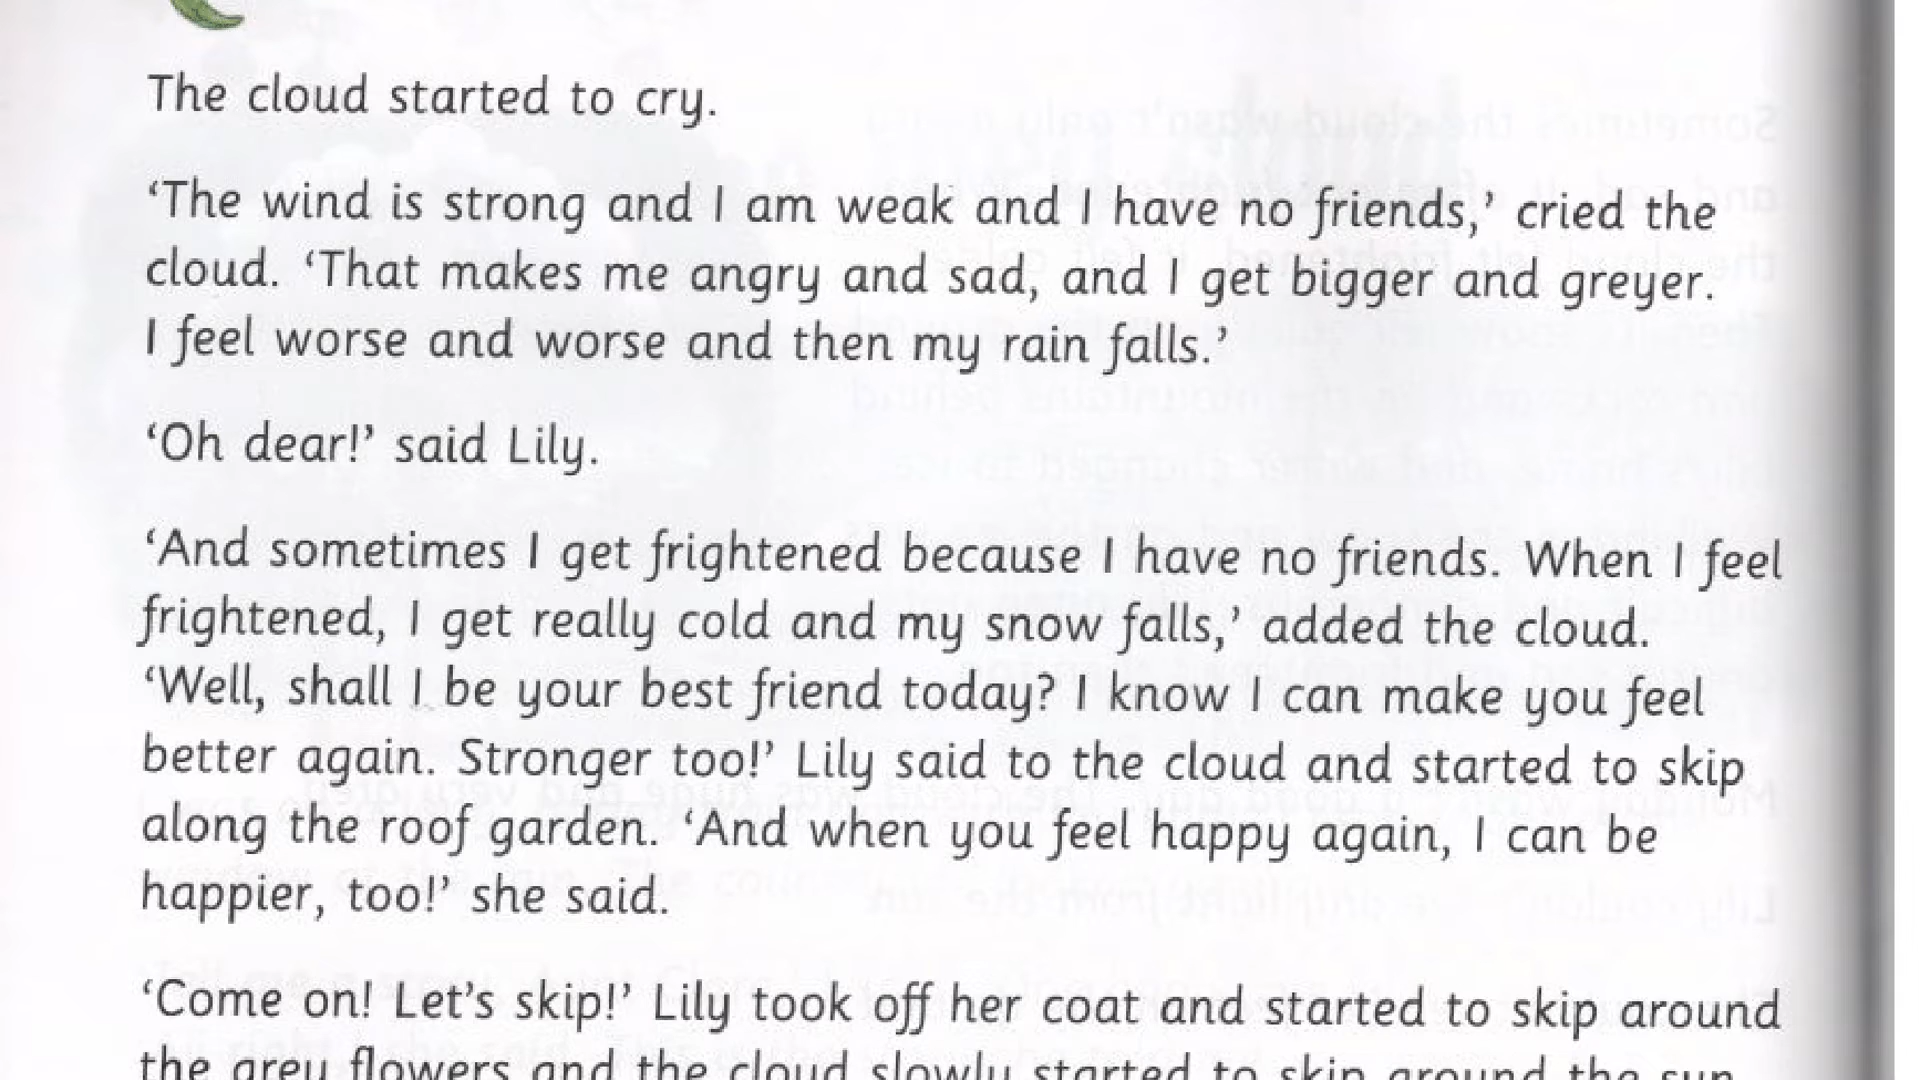 The cloud started to cry.
‘The wind is strong and I am weak and I have no friends,’ cried the
cloud. ‘That makes me angry and sad, and I get bigger and greyer.
I feel worse and worse and then my rain falls.’
‘Oh dear!’ said Lily.
‘And sometimes I get frightened because I have no friends. When I feel
frightened, I get really cold and my snow falls,’ added the cloud.
‘Well, shall I be your best friend today? I know I can make you feel
better again. Stronger too!’ Lily said to the cloud and started to skip
along the roof garden. ‘And when you feel happy again, I can be
happier, too!’ she said.
‘Come on! Let’s skip!’ Lily took off her coat and started to skip around
the grey flowers and the cloud slowly started to skip around the sun.